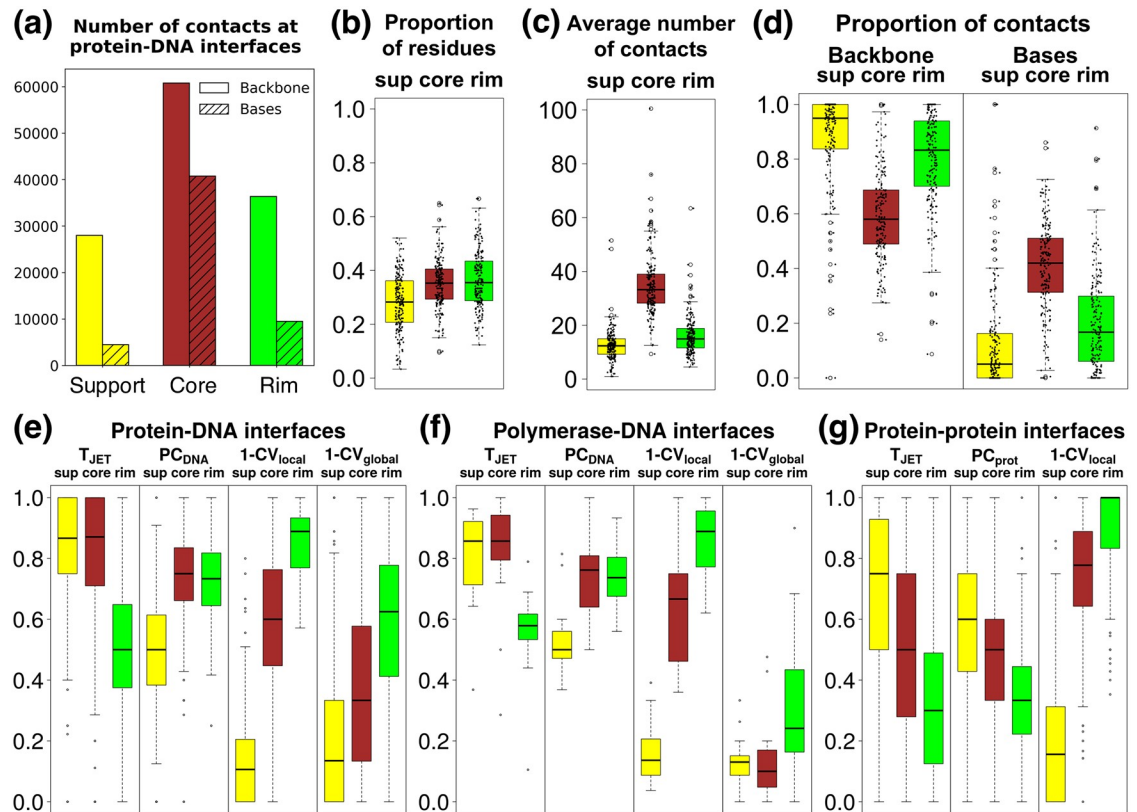 (a) Number of contacts at
protein-DNA interfaces
Backbone
Bases
60000
50000
40000
30000
20000
10000
0
Support Core Rim
(b) Proportion
of residues
sup core rim
1.0
0.8
0.6
0.4
0.2
0.0
(c) Average number
of contacts
sup core rim
100
80
60
40
20
0
(d) Proportion of contacts
Backbone Bases
sup core rim sup core rim
1.0
0.8
0.6
0.4
0.2
0.0
(e) Protein-DNA interfaces
TJET PCDNA 1-CVlocal 1-CVglobal
sup core rim sup core rim sup core rim sup core rim
1.0
0.8
0.6
0.4
0.2
0.0
(f) Polymerase-DNA interfaces
TJET PCDNA 1-CVlocal 1-CVglobal
sup core rim sup core rim sup core rim sup core rim
1.0
0.8
0.6
0.4
0.2
0.0
(g) Protein-protein interfaces
TJET PCprot 1-CVlocal
sup core rim sup core rim sup core rim
1.0
0.8
0.6
0.4
0.2
0.0